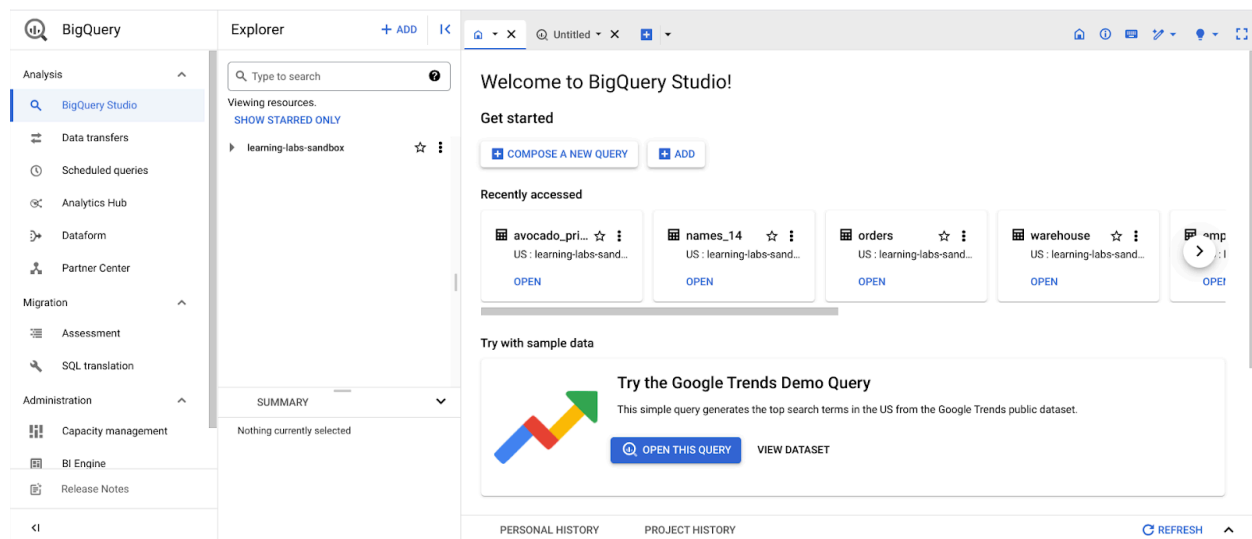 BigQuery
Analysis
BigQuery Studio
Data transfers
Scheduled queries
Analytics Hub
Dataform
Partner Center
Migration
Assessment
SQL translation
Administration
Capacity management
BI Engine
Release Notes
Explorer
+ ADD
Type to search
Viewing resources.
SHOW STARRED ONLY
learning-labs-sandbox
SUMMARY
Nothing currently selected
Untitled
Welcome to BigQuery Studio!
Get started
COMPOSE A NEW QUERY ADD
Recently accessed
avocado_pri... names_14 orders warehouse emp
US : learning-labs-sand... US : learning-labs-sand... US : learning-labs-sand... US : learning-labs-sand...
OPEN OPEN OPEN OPEN OPEN
Try with sample data
Try the Google Trends Demo Query
This simple query generates the top search terms in the US from the Google Trends public dataset.
OPEN THIS QUERY VIEW DATASET
PERSONAL HISTORY PROJECT HISTORY REFRESH